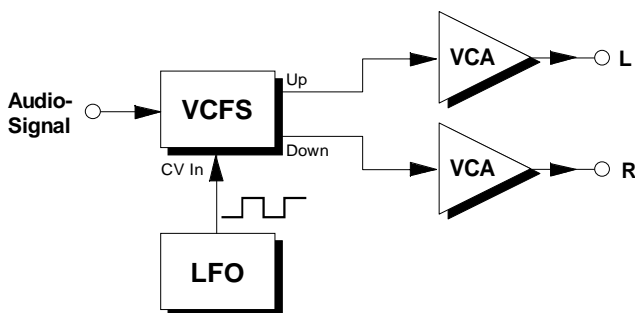 Audio-
Signal
VCFS
Up
Down
CV In
LFO
VCA
L
VCA
R